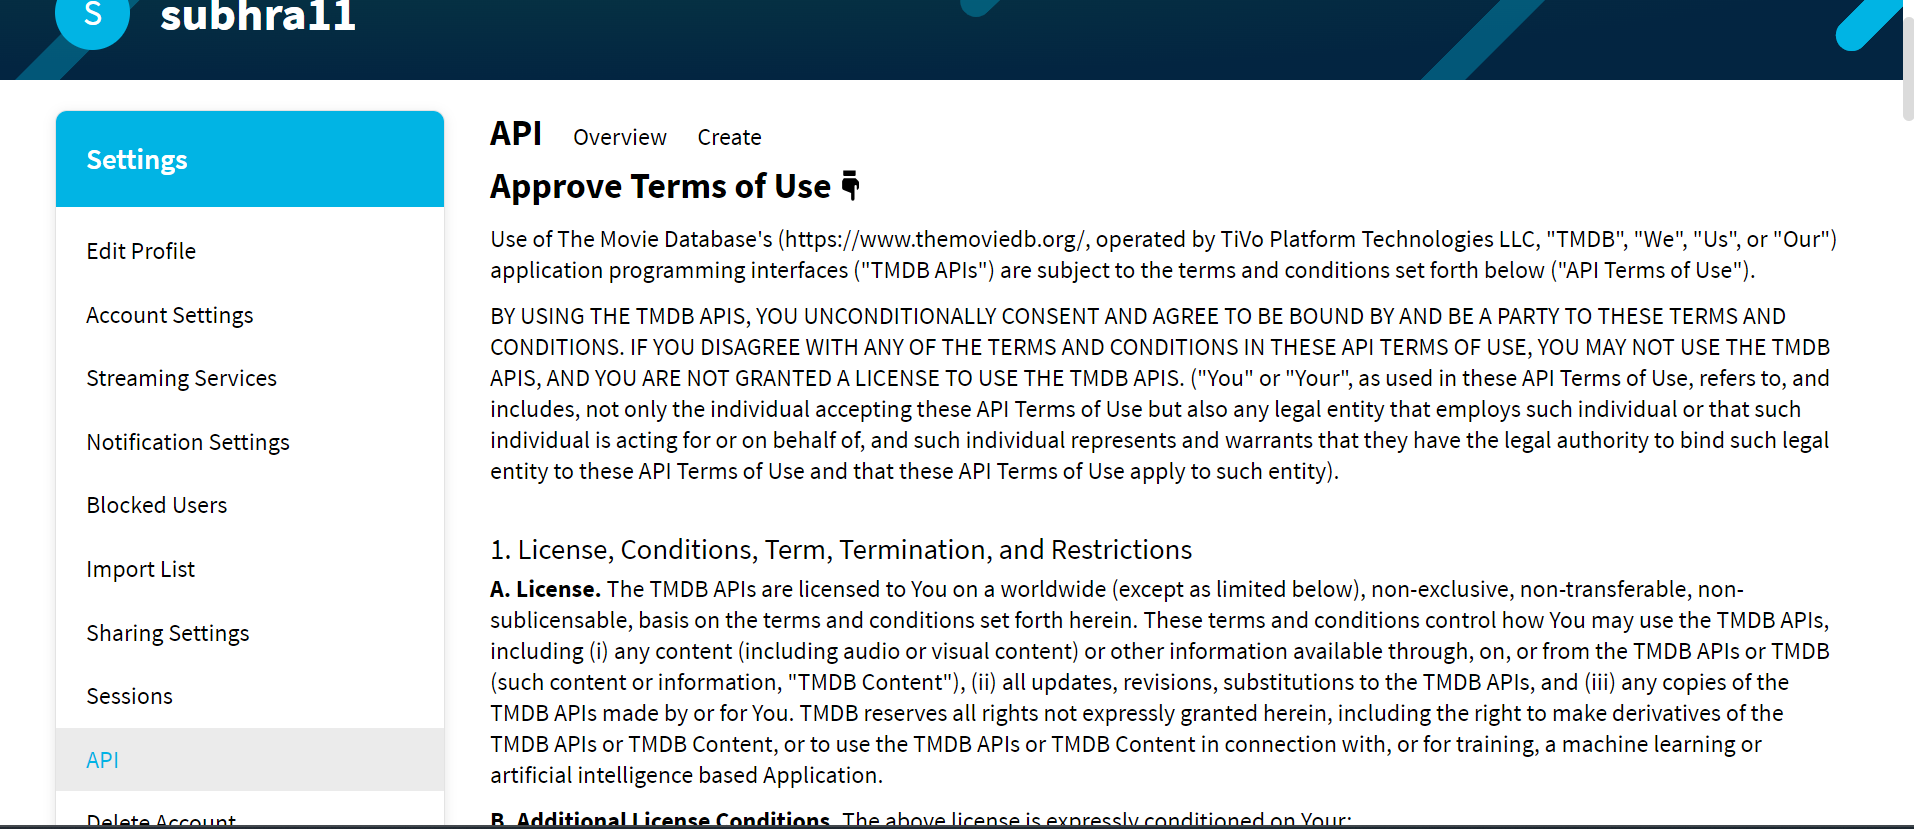 S
subhra11
Settings
Edit Profile
Account Settings
Streaming Services
Notification Settings
Blocked Users
Import List
Sharing Settings
Sessions
API
Delete Account
API Overview Create
Approve Terms of Use
Use of The Movie Database's (https://www.themoviedb.org/, operated by TiVo Platform Technologies LLC, "TMDB", "We", "Us", or "Our")
application programming interfaces ("TMDB APIs") are subject to the terms and conditions set forth below ("API Terms of Use").
BY USING THE TMDB APIS, YOU UNCONDITIONALLY CONSENT AND AGREE TO BE BOUND BY AND BE A PARTY TO THESE TERMS AND
CONDITIONS. IF YOU DISAGREE WITH ANY OF THE TERMS AND CONDITIONS IN THESE API TERMS OF USE, YOU MAY NOT USE THE TMDB
APIS, AND YOU ARE NOT GRANTED A LICENSE TO USE THE TMDB APIS. ("You" or "Your", as used in these API Terms of Use, refers to, and
includes, not only the individual accepting these API Terms of Use but also any legal entity that employs such individual or that such
individual is acting for or on behalf of, and such individual represents and warrants that they have the legal authority to bind such legal
entity to these API Terms of Use and that these API Terms of Use apply to such entity).
1. License, Conditions, Term, Termination, and Restrictions
A. License. The TMDB APIs are licensed to You on a worldwide (except as limited below), non-exclusive, non-transferable, non-
sublicensable, basis on the terms and conditions set forth herein. These terms and conditions control how You may use the TMDB APIs,
including (i) any content (including audio or visual content) or other information available through, on, or from the TMDB APIs or TMDB
(such content or information, "TMDB Content"), (ii) all updates, revisions, substitutions to the TMDB APIs, and (iii) any copies of the
TMDB APIs made by or for You. TMDB reserves all rights not expressly granted herein, including the right to make derivatives of the
TMDB APIs or TMDB Content, or to use the TMDB APIs or TMDB Content in connection with, or for training, a machine learning or
artificial intelligence based Application.
B. Additional License Conditions. The above license is expressly conditioned on Your: